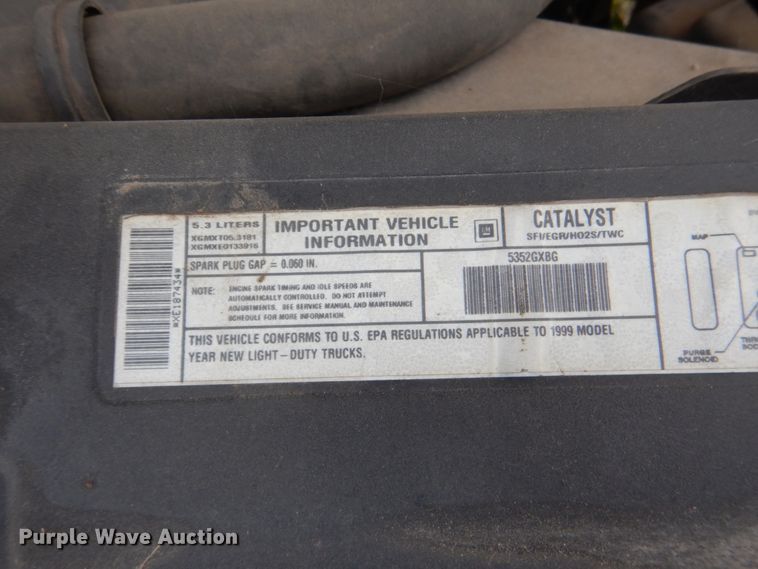 5.3 LITERS
XGMXT05.3181
XGMXE0133916
IMPORTANT VEHICLE
INFORMATION
GM
CATALYST
SFI/EGR/HO2S/TWC
SPARK PLUG GAP = 0.060 IN.
5352GXBG
NOTE: ENGINE SPARK TIMING AND IDLE SPEEDS ARE
AUTOMATICALLY CONTROLLED. DO NOT ATTEMPT
ADJUSTMENTS. SEE SERVICE MANUAL AND MAINTENANCE
SCHEDULE FOR MORE INFORMATION.
THIS VEHICLE CONFORMS TO U.S. EPA REGULATIONS APPLICABLE TO 1999 MODEL
YEAR NEW LIGHT-DUTY TRUCKS.
*XE187434*
MAP
PURGE
SOLENOID
Purple Wave Auction